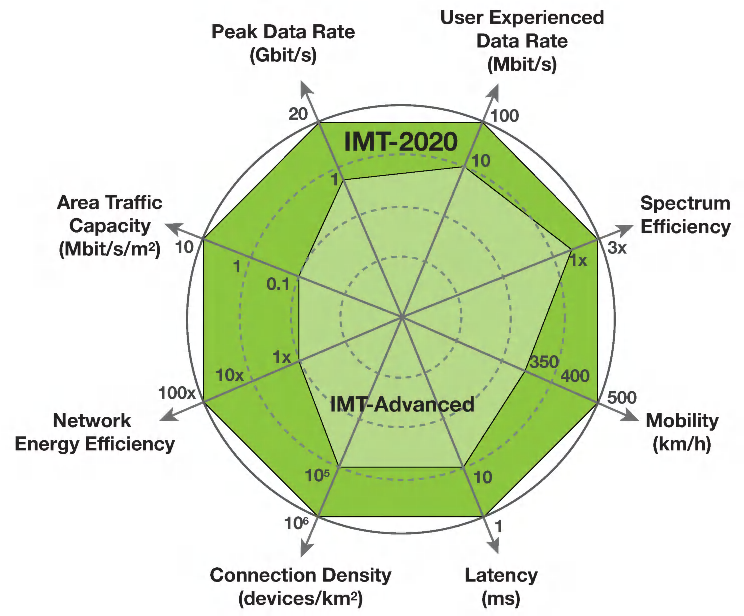 User Experienced
Data Rate
(Mbit/s)
Peak Data Rate
(Gbit/s)
20
100
IMT-2020
10
1
Area Traffic
Capacity
(Mbit/s/m²)
Spectrum
Efficiency
10
3x
1
1x
0.1
1x
350
10x
400
100x
500
IMT-Advanced
Network
Energy Efficiency
Mobility
(km/h)
10⁵
10
10⁶
1
Connection Density
(devices/km²)
Latency
(ms)